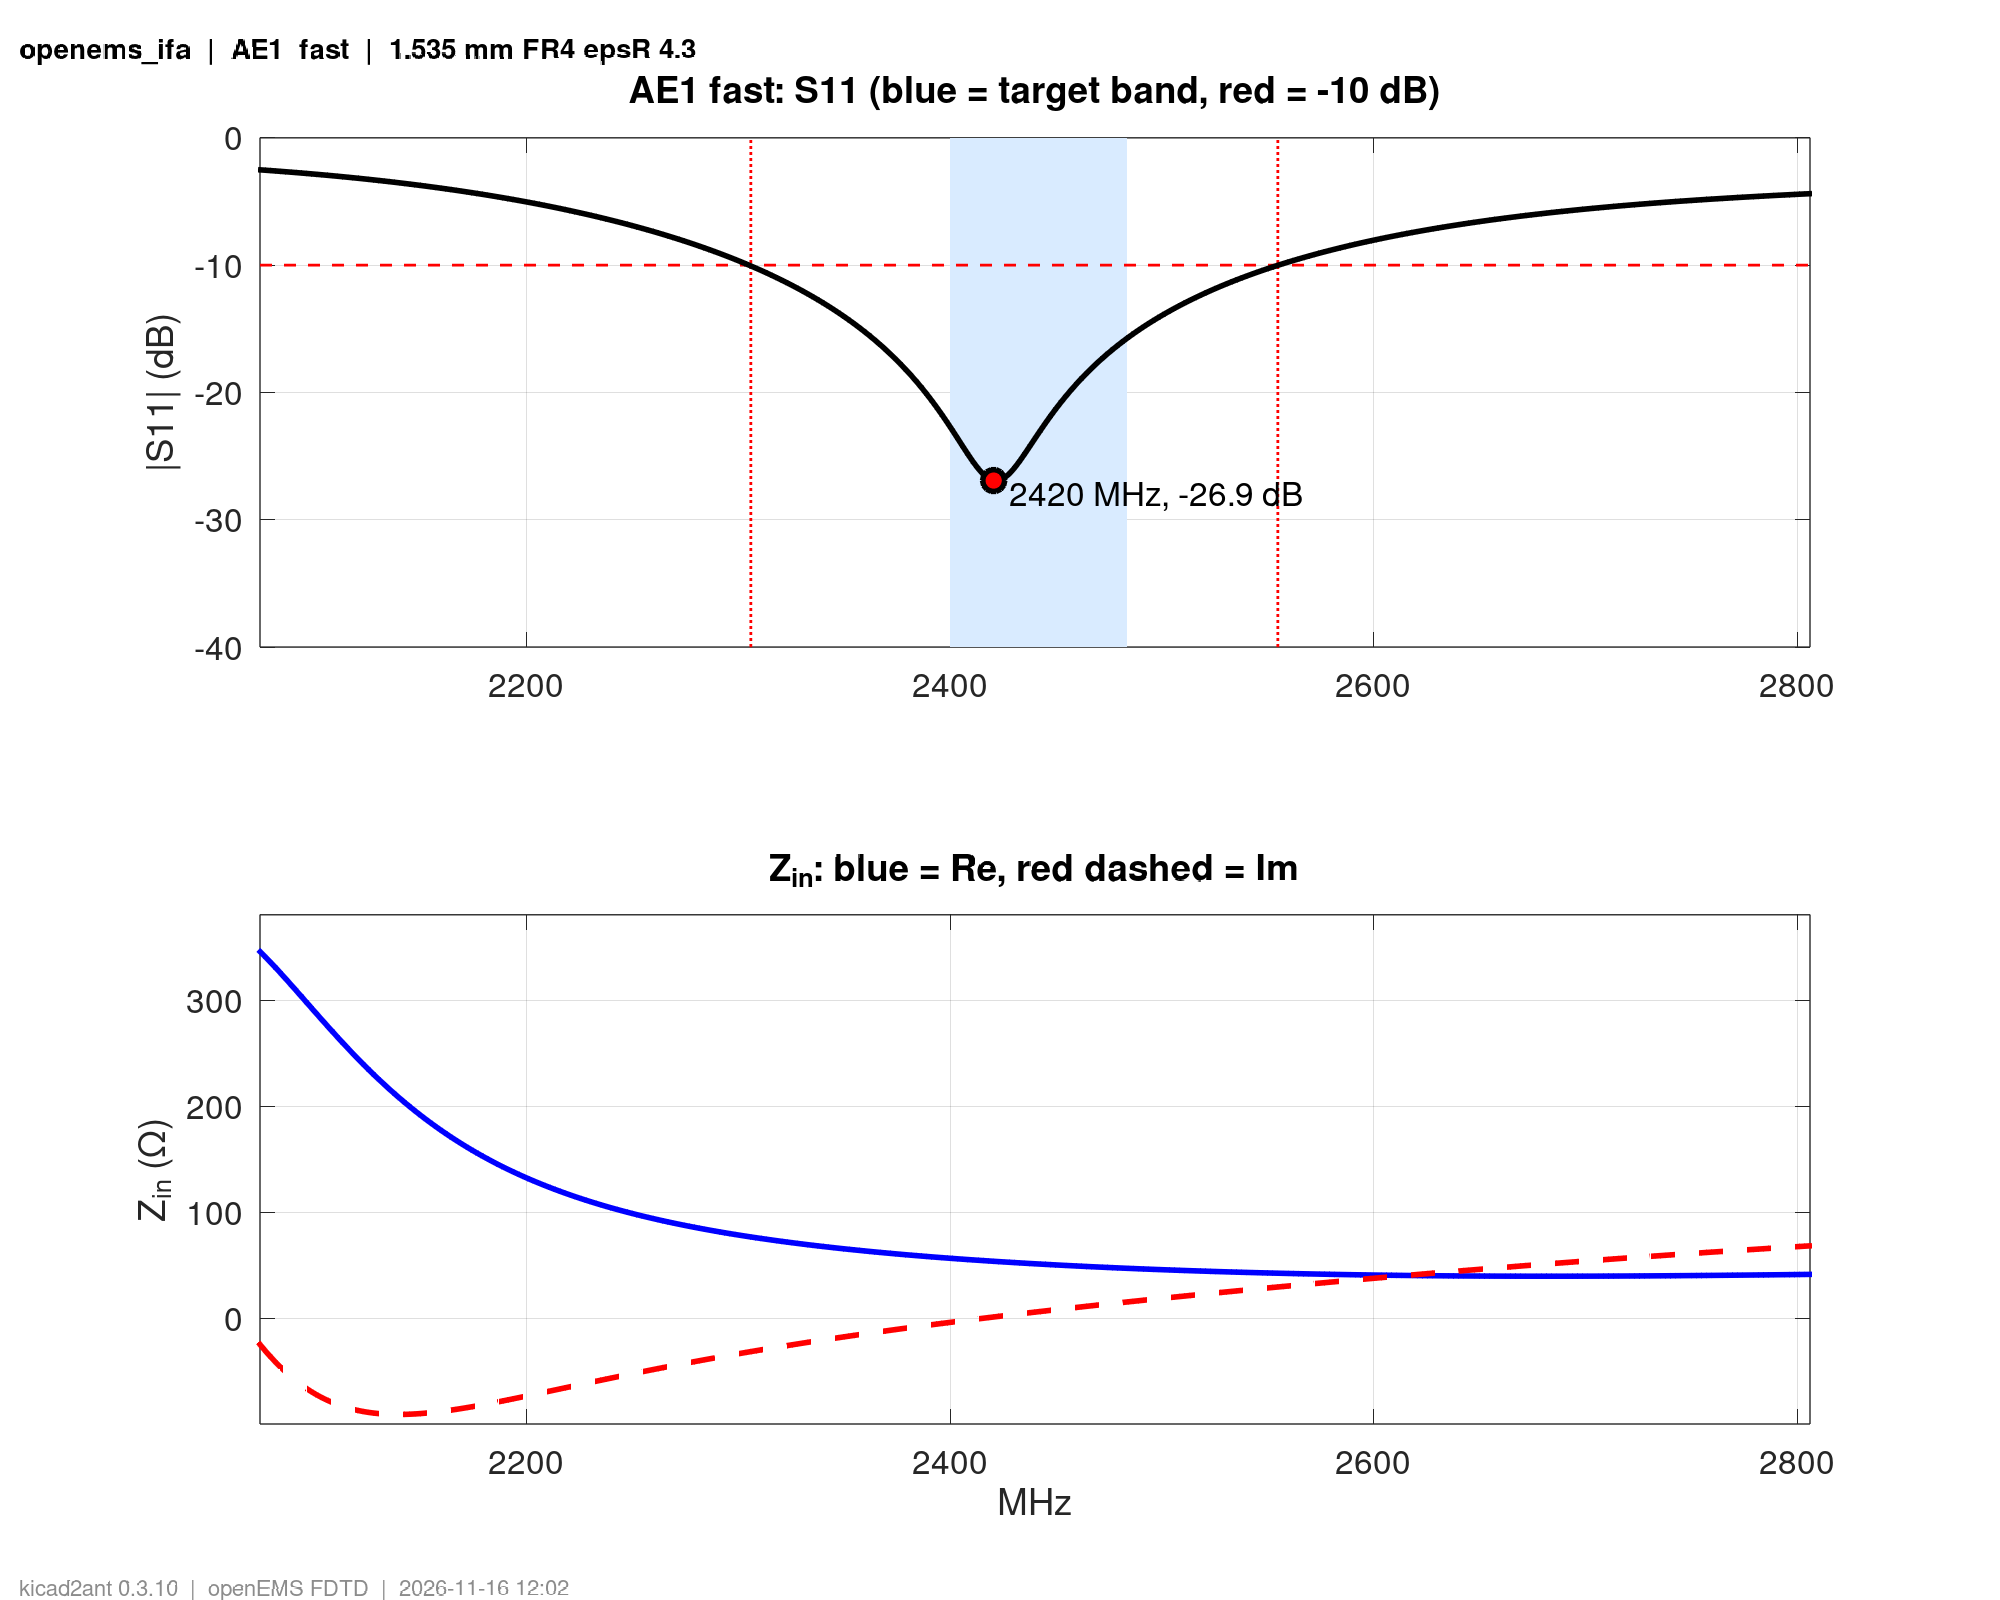 openems_ifa | AE1 fast | 1.535 mm FR4 epsR 4.3
AE1 fast: S11 (blue = target band, red = -10 dB)
0
-10
-20
-30
-40
|S11| (dB)
2420 MHz, -26.9 dB
2200 2400 2600 2800
Zin: blue = Re, red dashed = Im
300
200
100
0
Zin (Ω)
2200 2400 2600 2800
MHz
kicad2ant 0.3.10 | openEMS FDTD | 2026-11-16 12:02